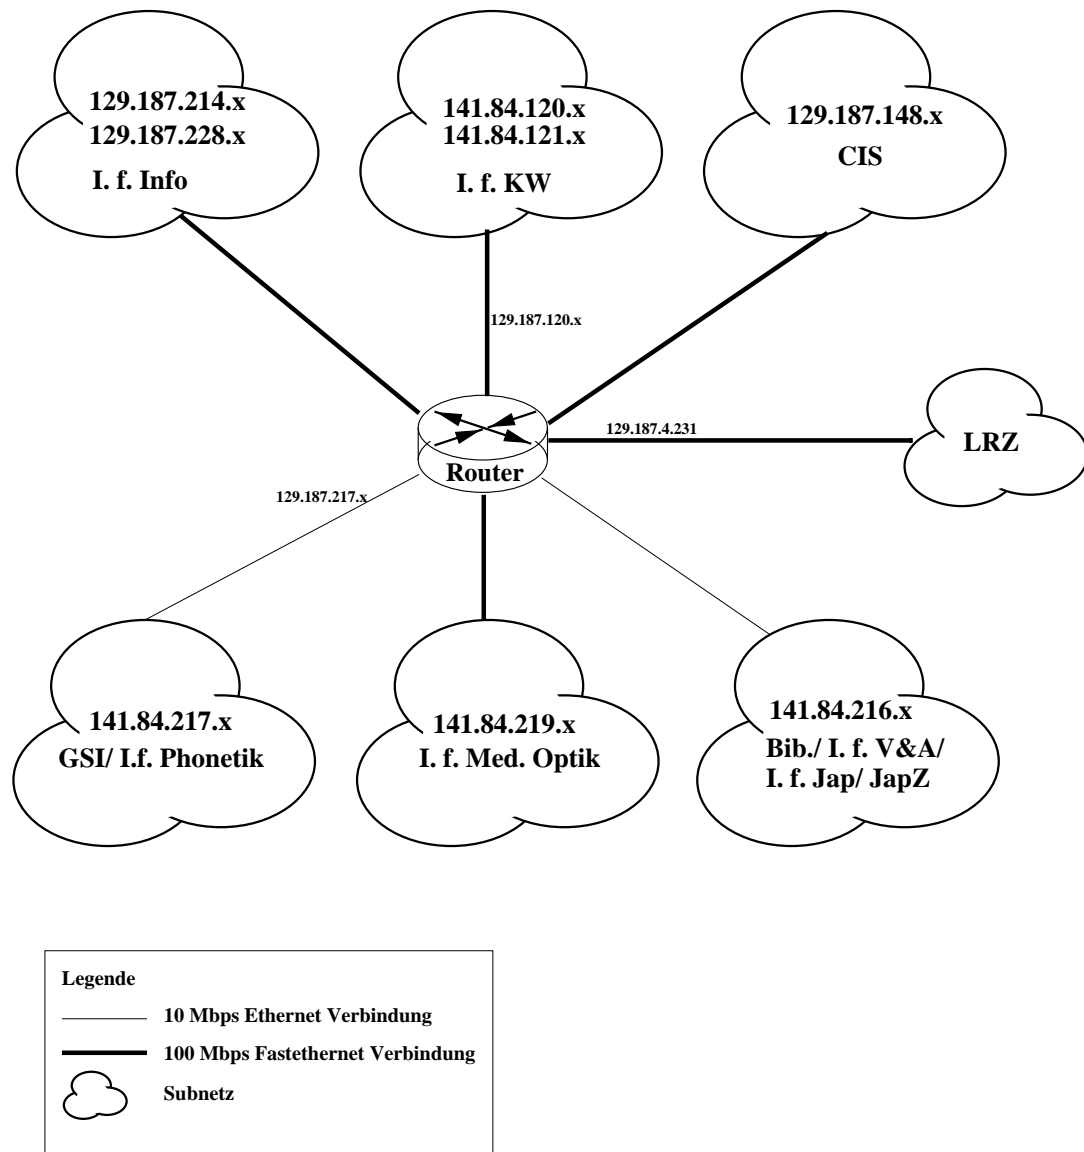 129.187.214.x
129.187.228.x
I. f. Info
141.84.120.x
141.84.121.x
I. f. KW
129.187.148.x
CIS
129.187.120.x
129.187.4.231
LRZ
Router
129.187.217.x
141.84.217.x
GSI/ I.f. Phonetik
141.84.219.x
I. f. Med. Optik
141.84.216.x
Bib./ I. f. V&A/
I. f. Jap/ JapZ
Legende
10 Mbps Ethernet Verbindung
100 Mbps Fastethernet Verbindung
Subnetz